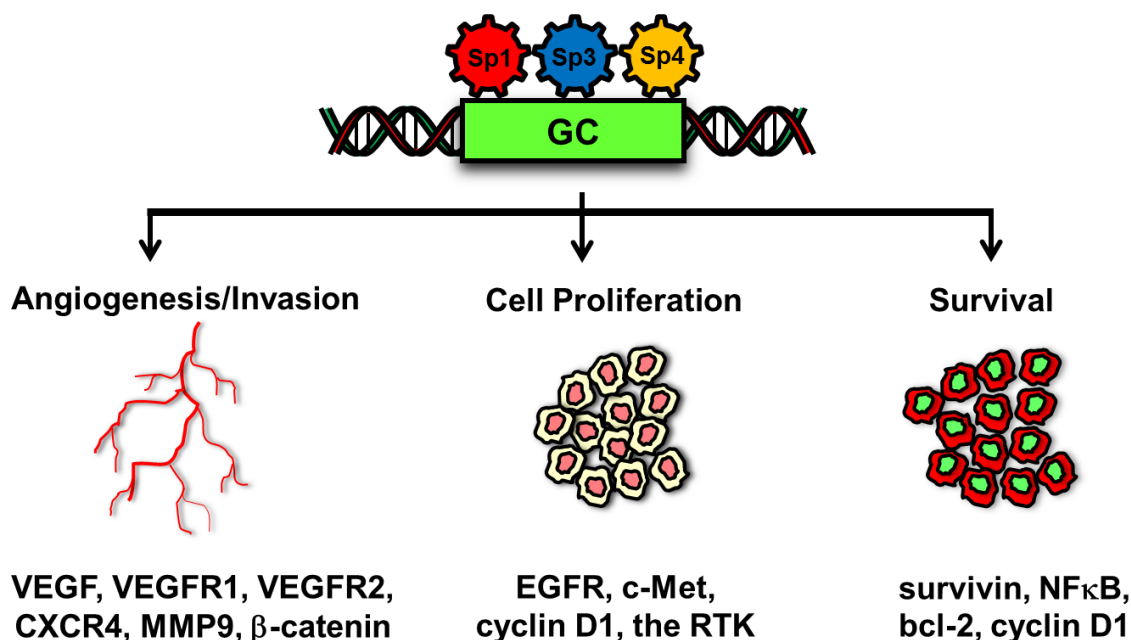 Sp1 Sp3 Sp4
GC
Angiogenesis/Invasion Cell Proliferation Survival
VEGF, VEGFR1, VEGFR2,
CXCR4, MMP9, β-catenin
EGFR, c-Met,
cyclin D1, the RTK
survivin, NFκB,
bcl-2, cyclin D1